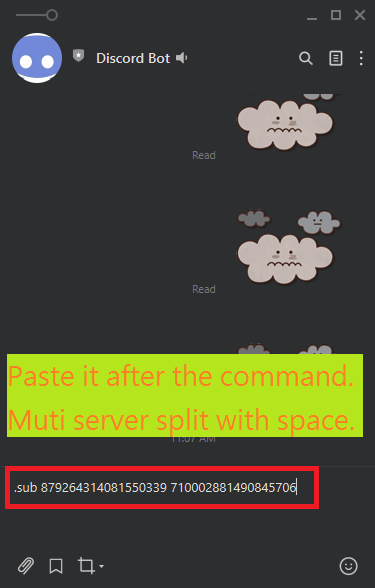 Discord Bot
Read
Read
Paste it after the command.
Muti server split with space.
11:07 AM
.sub 879264314081550339 710002881490845706